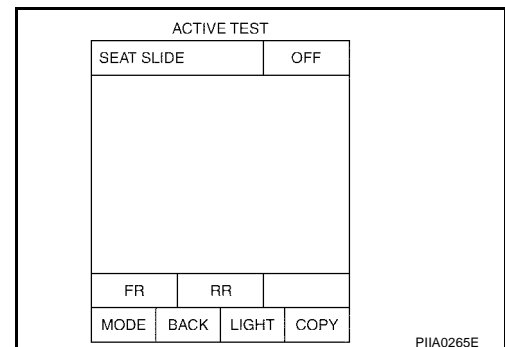 ACTIVE TEST
SEAT SLIDE OFF
FR RR
MODE BACK LIGHT COPY
PIIA0265E